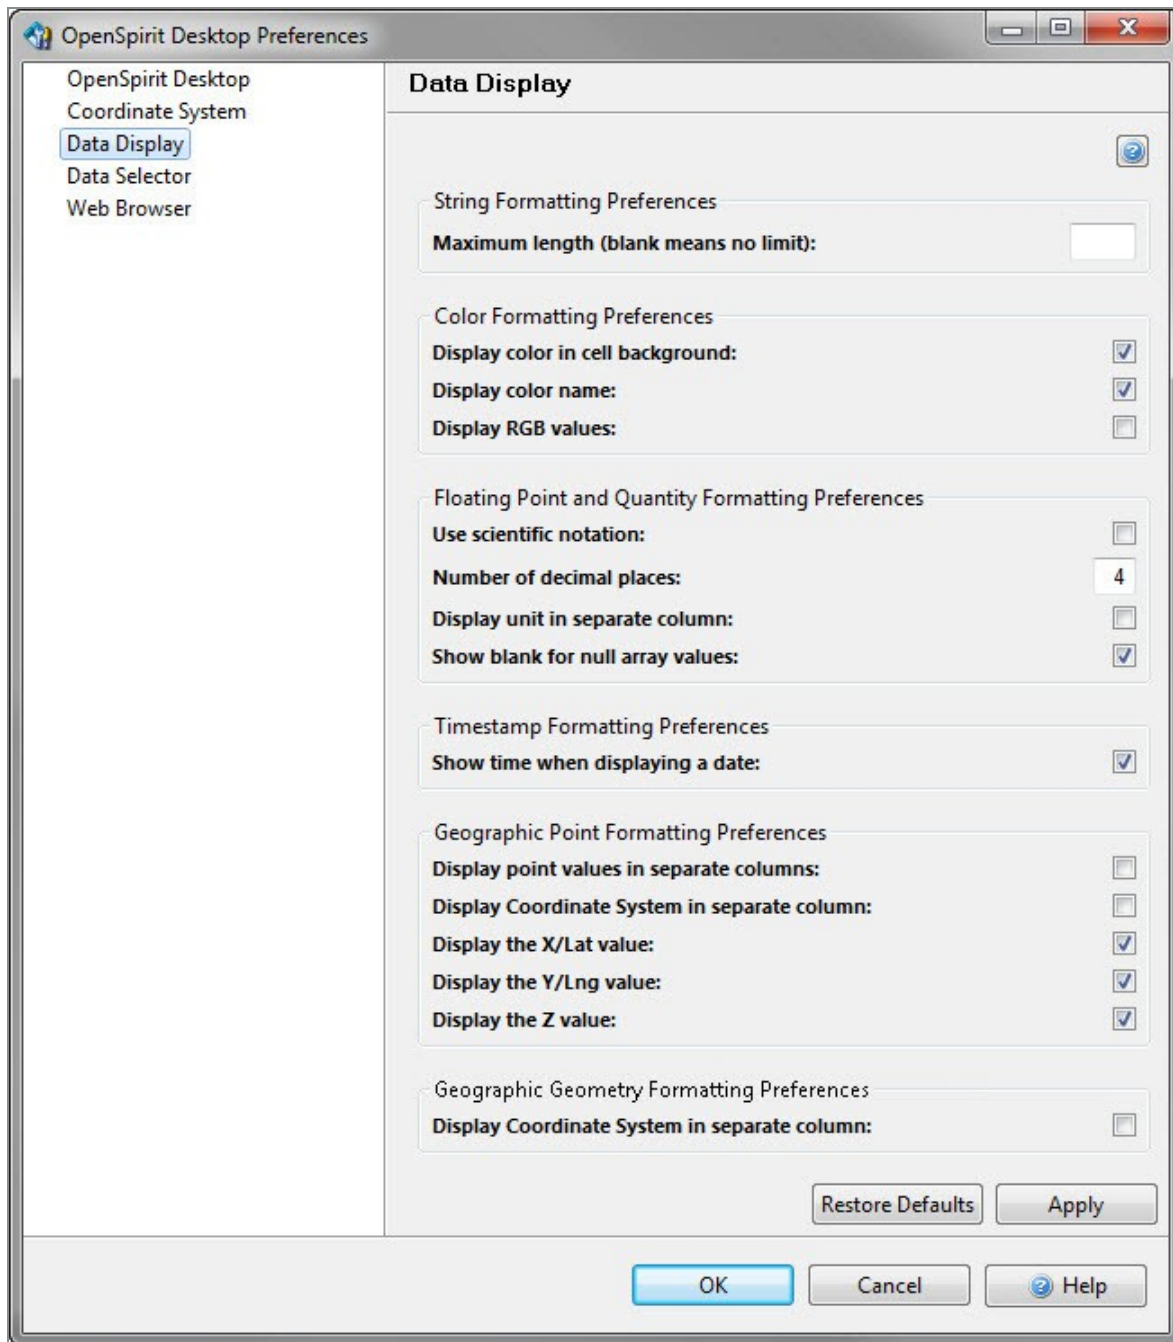 OpenSpirit Desktop Preferences
OpenSpirit Desktop
Coordinate System
Data Display
Data Selector
Web Browser
Data Display
String Formatting Preferences
Maximum length (blank means no limit):
Color Formatting Preferences
Display color in cell background:
Display color name:
Display RGB values:
Floating Point and Quantity Formatting Preferences
Use scientific notation:
Number of decimal places: 4
Display unit in separate column:
Show blank for null array values:
Timestamp Formatting Preferences
Show time when displaying a date:
Geographic Point Formatting Preferences
Display point values in separate columns:
Display Coordinate System in separate column:
Display the X/Lat value:
Display the Y/Lng value:
Display the Z value:
Geographic Geometry Formatting Preferences
Display Coordinate System in separate column:
Restore Defaults Apply
OK Cancel Help